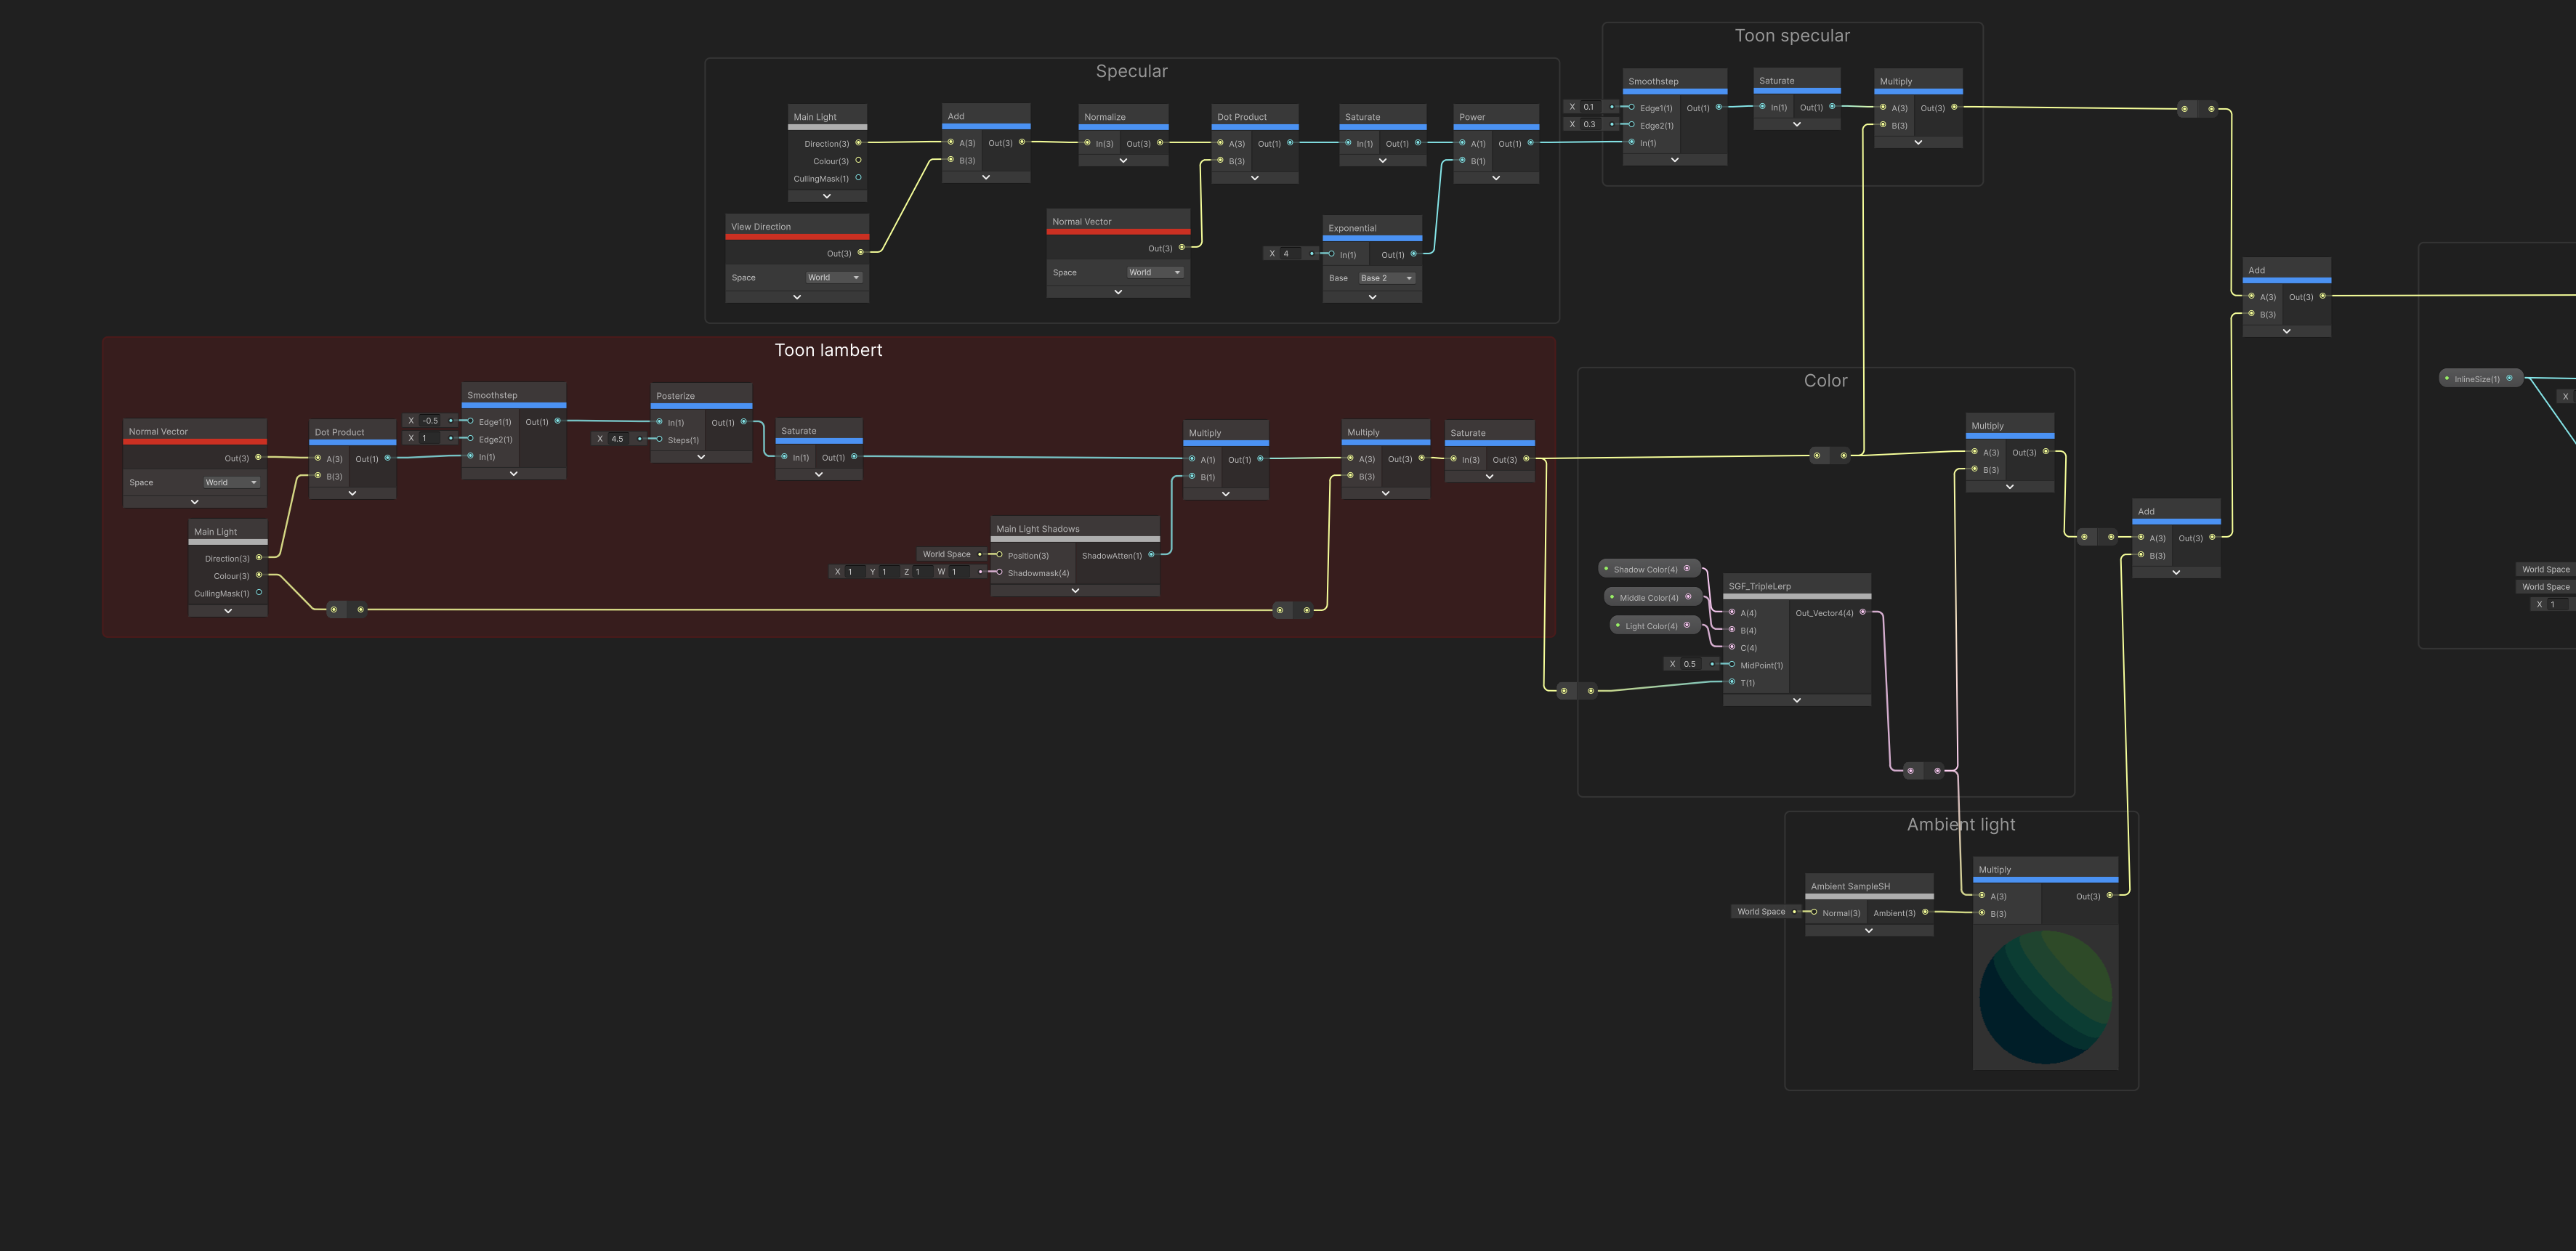 Toon specular
Smoothstep
X 0.1
Edge1(1)
Out(1)
X 0.3
Edge2(1)
In(1)
Saturate
In(1)
Out(1)
Multiply
A(3)
Out(3)
B(3)
Specular
Main Light
Direction(3)
Colour(3)
CullingMask(1)
View Direction
Out(3)
Space
World
Add
A(3)
Out(3)
B(3)
Normalize
In(3)
Out(3)
Normal Vector
Out(3)
Space
World
Dot Product
A(3)
Out(1)
B(3)
Saturate
In(1)
Out(1)
Exponential
X 4
In(1)
Out(1)
Base
Base 2
Power
A(1)
Out(1)
B(1)
Toon lambert
Normal Vector
Out(3)
Space
World
Main Light
Direction(3)
Colour(3)
CullingMask(1)
Dot Product
A(3)
Out(1)
B(3)
Smoothstep
X -0.5
Edge1(1)
Out(1)
X 1
Edge2(1)
In(1)
Posterize
In(1)
Out(1)
X 4.5
Steps(1)
Saturate
In(1)
Out(1)
Main Light Shadows
World Space
Position(3)
ShadowAtten(1)
X 1 Y 1 Z 1 W 1
Shadowmask(4)
Multiply
A(1)
Out(1)
B(1)
Multiply
A(3)
Out(3)
B(3)
Saturate
In(3)
Out(3)
Color
Shadow Color(4)
Middle Color(4)
Light Color(4)
SGF_TripleLerp
A(4)
Out_Vector4(4)
B(4)
C(4)
X 0.5
MidPoint(1)
T(1)
Multiply
A(3)
Out(3)
B(3)
Add
A(3)
Out(3)
B(3)
Add
A(3)
Out(3)
B(3)
Ambient light
Ambient SampleSH
World Space
Normal(3)
Ambient(3)
Multiply
A(3)
Out(3)
B(3)
InlineSize(1)
X
World Space
World Space
X 1